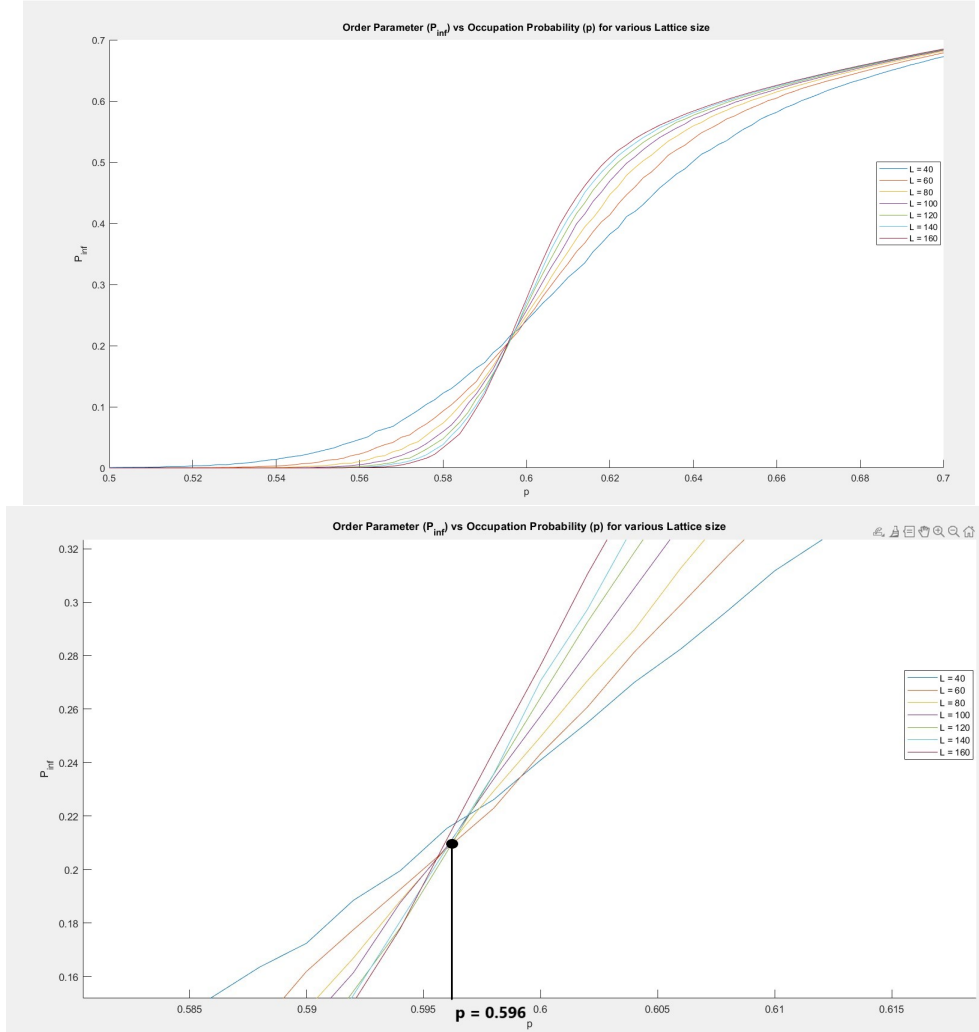 Order Parameter (P_inf) vs Occupation Probability (p) for various Lattice size
0.7
0.6
0.5
0.4
0.3
0.2
0.1
0
P_inf
L = 40
L = 60
L = 80
L = 100
L = 120
L = 140
L = 160
0.5 0.52 0.54 0.56 0.58 0.6 0.62 0.64 0.66 0.68 0.7
p
Order Parameter (P_inf) vs Occupation Probability (p) for various Lattice size
0.32
0.3
0.28
0.26
0.24
0.22
0.2
0.18
0.16
P_inf
L = 40
L = 60
L = 80
L = 100
L = 120
L = 140
L = 160
0.585 0.59 0.595 p = 0.596 0.6 0.605 0.61 0.615
p